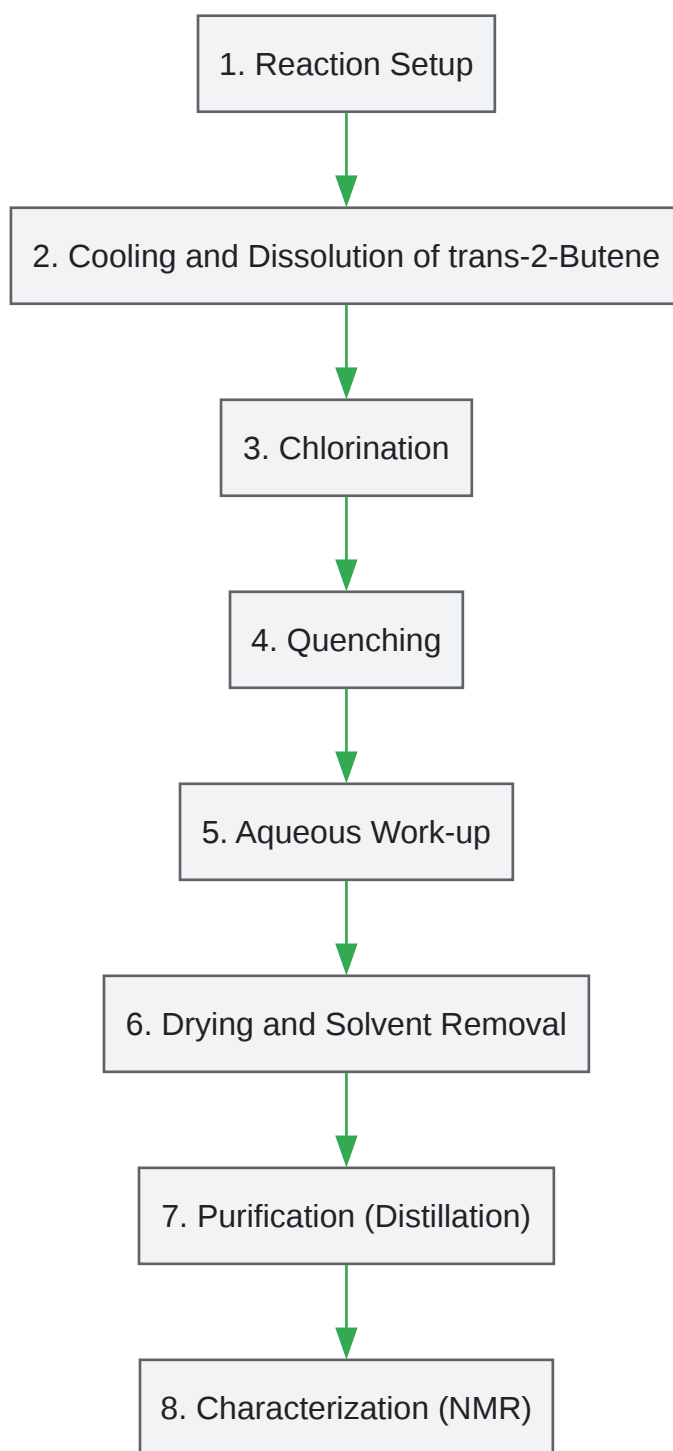 1. Reaction Setup
2. Cooling and Dissolution of trans-2-Butene
3. Chlorination
4. Quenching
5. Aqueous Work-up
6. Drying and Solvent Removal
7. Purification (Distillation)
8. Characterization (NMR)